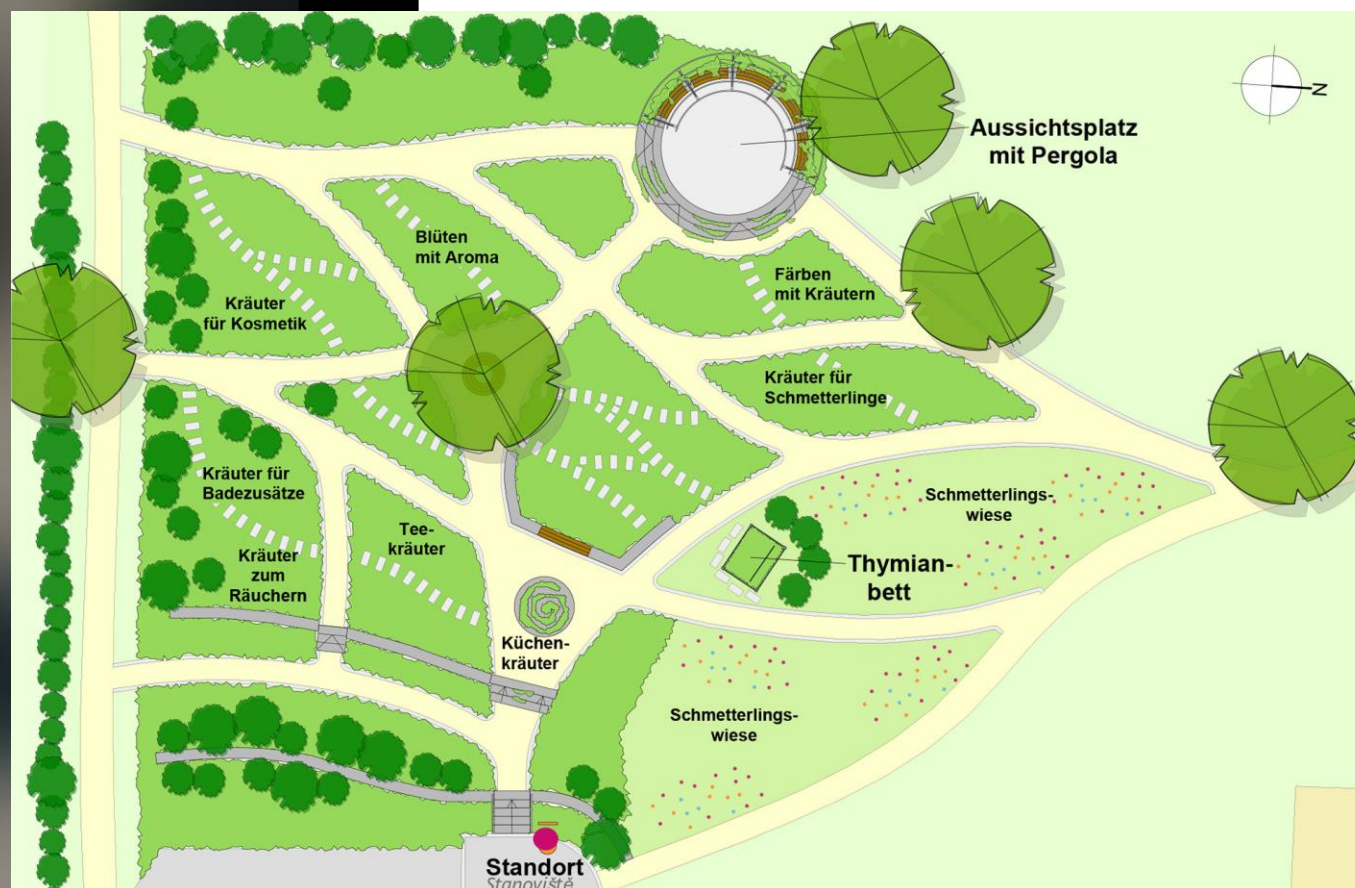 N
Aussichtsplatz
mit Pergola
Blüten
mit Aroma
Färben
mit Kräutern
Kräuter
für Kosmetik
Kräuter für
Schmetterlinge
Kräuter für
Badezusätze
Schmetterlings-
wiese
Tee-
kräuter
Kräuter
zum
Räuchern
Thymian-
bett
Küchen-
kräuter
Schmetterlings-
wiese
Standort
Stanoviště